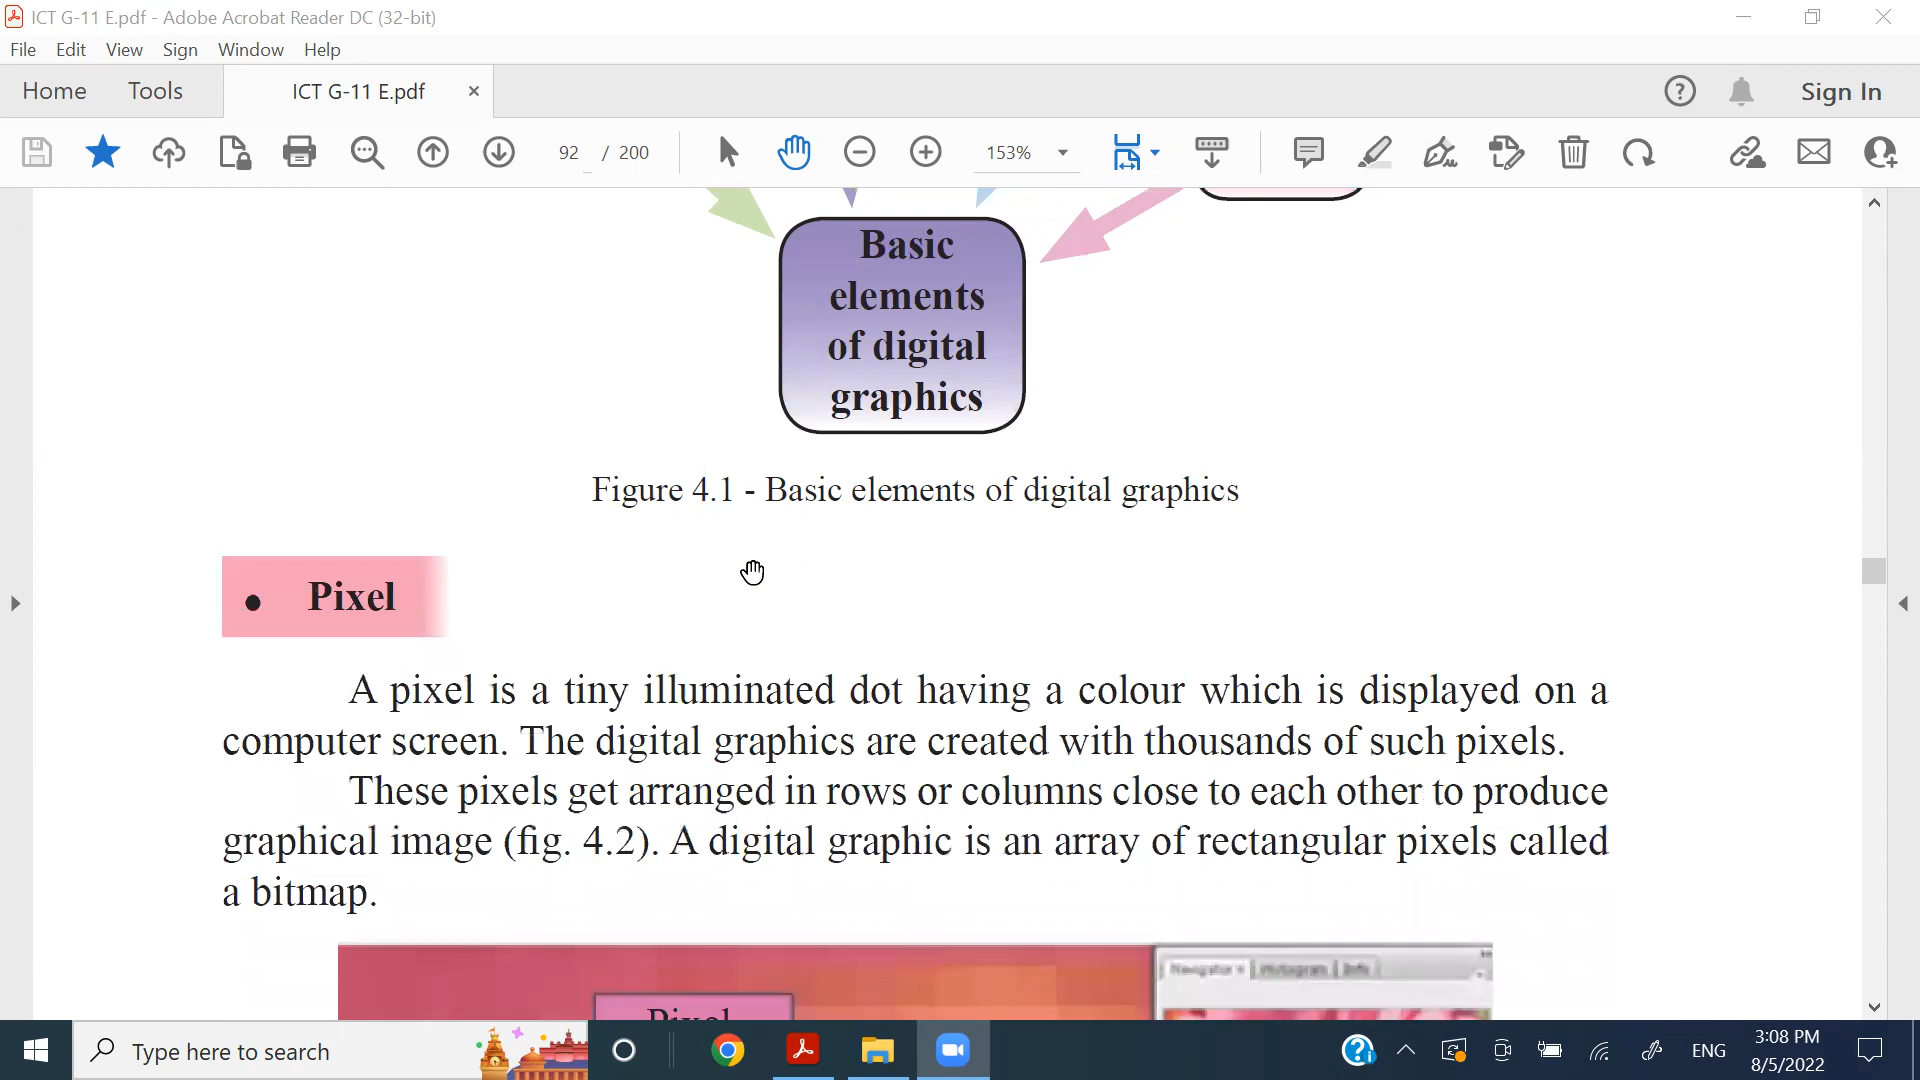 ICT G-11 E.pdf - Adobe Acrobat Reader DC (32-bit)
File Edit View Sign Window Help
Home Tools ICT G-11 E.pdf × Sign In
92 / 200 153%
Basic
elements
of digital
graphics
Figure 4.1 - Basic elements of digital graphics
• Pixel
A pixel is a tiny illuminated dot having a colour which is displayed on a
computer screen. The digital graphics are created with thousands of such pixels.
These pixels get arranged in rows or columns close to each other to produce
graphical image (fig. 4.2). A digital graphic is an array of rectangular pixels called
a bitmap.
Navigator × Histogram Info
Pixel
Type here to search
ENG
3:08 PM
8/5/2022